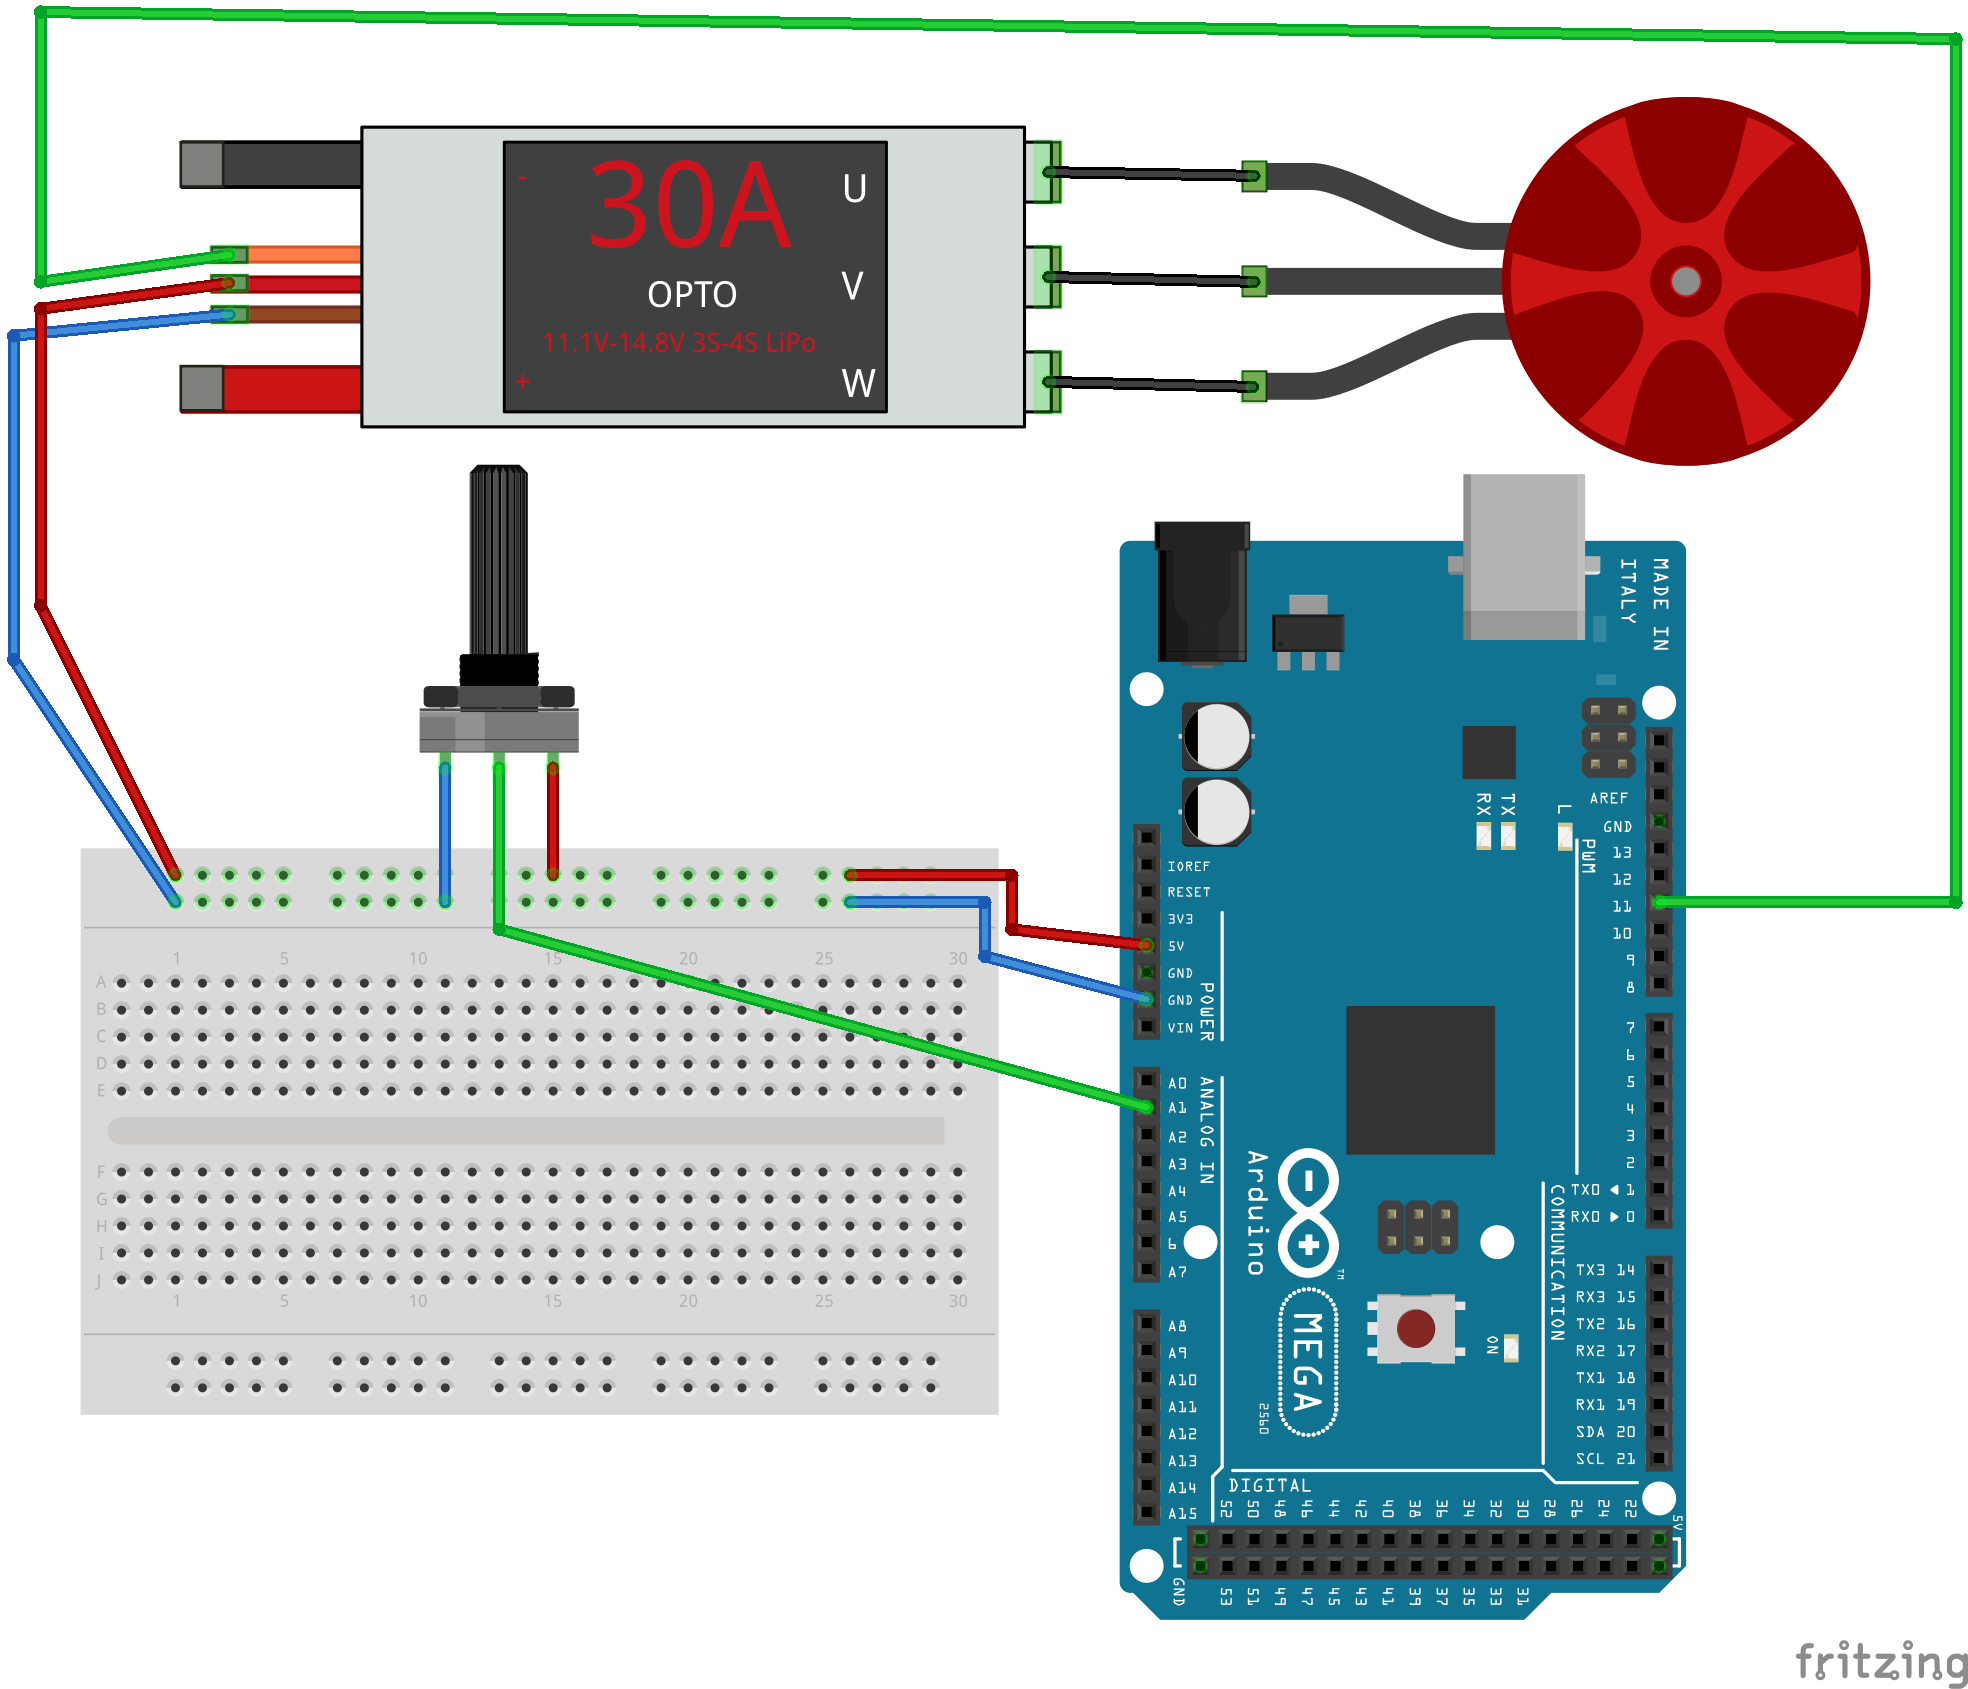 30A
-
U
OPTO
V
11.1V-14.8V 3S-4S LiPo
+
W
MADE IN
ITALY
RX
TX
L
AREF
GND
13
12
11
10
9
8
PWM
IOREF
RESET
3V3
5V
GND
GND
VIN
POWER
7
6
5
4
3
2
TX0 1
RX0 0
A0
A1
A2
A3
A4
A5
6
A7
ANALOG IN
A8
A9
A10
A11
A12
A13
A14
A15
Arduino
TM
MEGA
2560
ON
COMMUNICATION
TX3 14
RX3 15
TX2 16
RX2 17
TX1 18
RX1 19
SDA 20
SCL 21
DIGITAL
52 50 48 46 44 42 40 38 36 34 32 30 28 26 24 22
5V
GND
53 51 49 47 45 43 41 39 37 35 33 31
1 5 10 15 20 25 30
A
B
C
D
E
F
G
H
I
J
1 5 10 15 20 25 30
fritzing